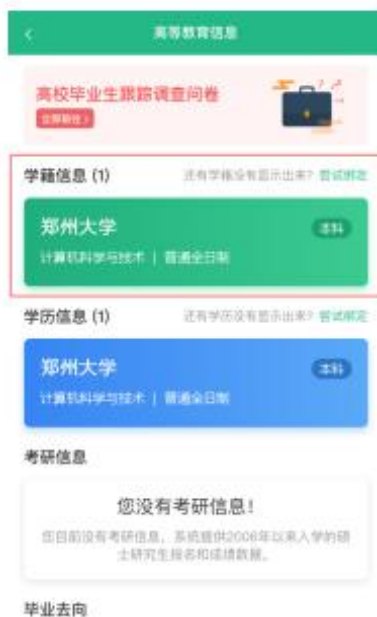 高等教育信息
高校毕业生跟踪调查问卷
立即前往 >
学籍信息 (1) 还有学籍没有显示出来? 尝试绑定
郑州大学 本科
计算机科学与技术 | 普通全日制
学历信息 (1) 还有学历没有显示出来? 尝试绑定
郑州大学 本科
计算机科学与技术 | 普通全日制
考研信息
您没有考研信息!
您目前没有考研信息, 系统提供2006年以来入学的硕
士研究生报名和成绩数据。
毕业去向